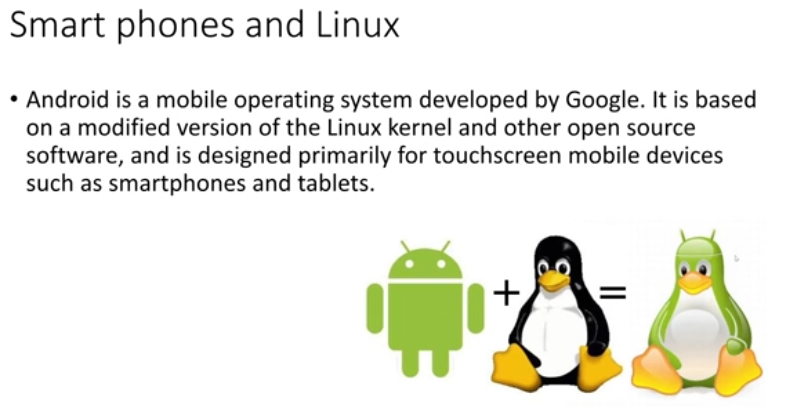 Smart phones and Linux
• Android is a mobile operating system developed by Google. It is based
on a modified version of the Linux kernel and other open source
software, and is designed primarily for touchscreen mobile devices
such as smartphones and tablets.
+ =